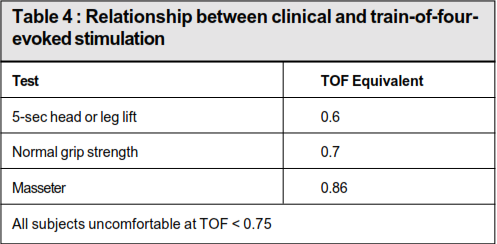 Table 4 : Relationship between clinical and train-of-four-
evoked stimulation
Test TOF Equivalent
5-sec head or leg lift 0.6
Normal grip strength 0.7
Masseter 0.86
All subjects uncomfortable at TOF < 0.75